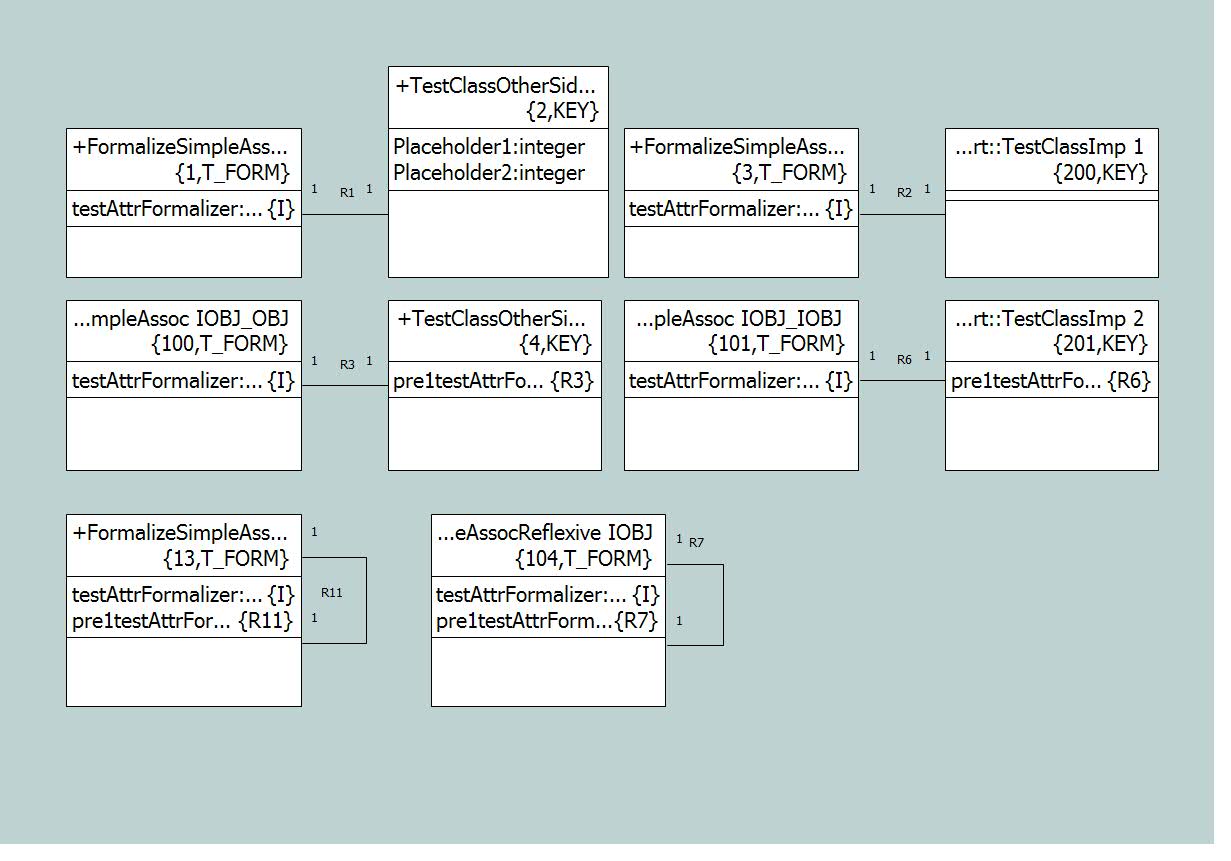 +FormalizeSimpleAss...
{1,T_FORM}
testAttrFormalizer:... {I}
1 R1 1
+TestClassOtherSid...
{2,KEY}
Placeholder1:integer
Placeholder2:integer
+FormalizeSimpleAss...
{3,T_FORM}
testAttrFormalizer:... {I}
1 R2 1
...rt::TestClassImp 1
{200,KEY}
...mpleAssoc IOBJ_OBJ
{100,T_FORM}
testAttrFormalizer:... {I}
1 R3 1
+TestClassOtherSi...
{4,KEY}
pre1testAttrFo... {R3}
...pleAssoc IOBJ_IOBJ
{101,T_FORM}
testAttrFormalizer:... {I}
1 R6 1
...rt::TestClassImp 2
{201,KEY}
pre1testAttrFo... {R6}
+FormalizeSimpleAss...
{13,T_FORM}
testAttrFormalizer:... {I}
pre1testAttrFor... {R11}
1
R11
1
...eAssocReflexive IOBJ
{104,T_FORM}
testAttrFormalizer:... {I}
pre1testAttrForm...{R7}
1 R7
1